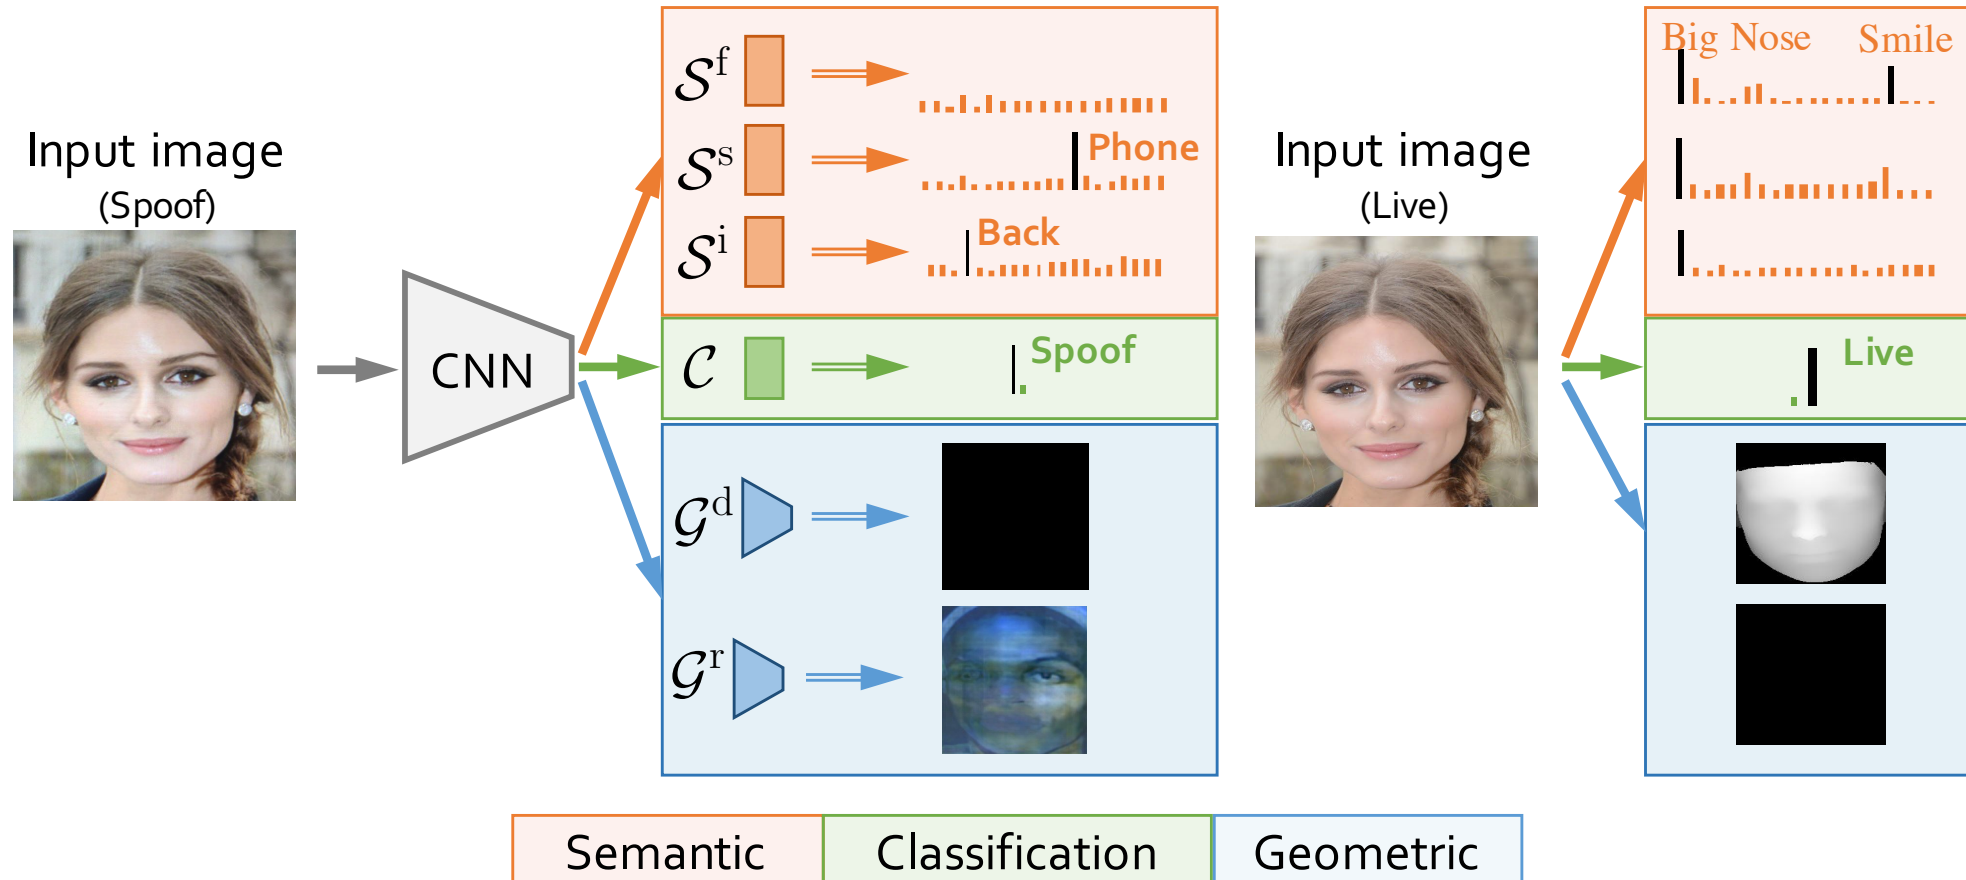 Input image
(Spoof)
CNN
𝒮^f
𝒮^s
Phone
𝒮^i
Back
𝒞
Spoof
𝒢^d
𝒢^r
Input image
(Live)
Big Nose
Smile
Live
Semantic
Classification
Geometric